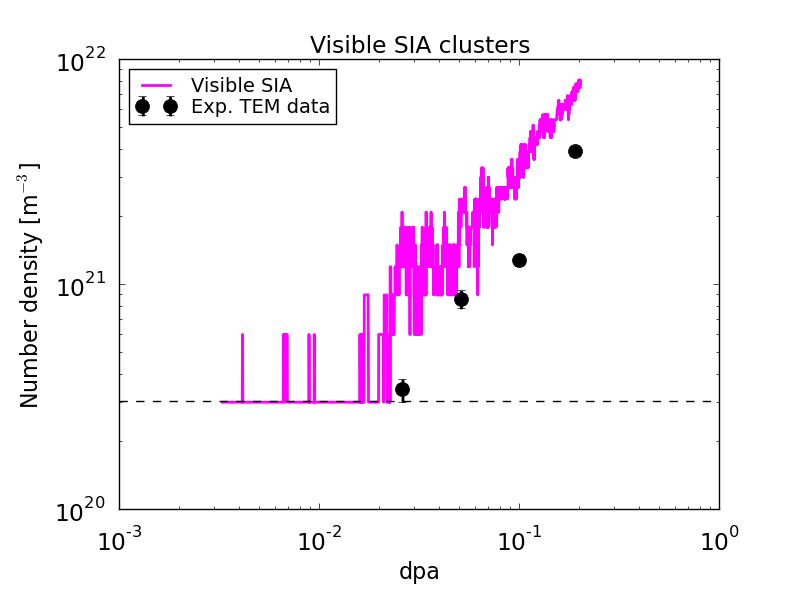 Visible SIA clusters
10^22
Visible SIA
Exp. TEM data
Number density [m^-3]
10^21
10^20
10^-3 10^-2 10^-1 10^0
dpa